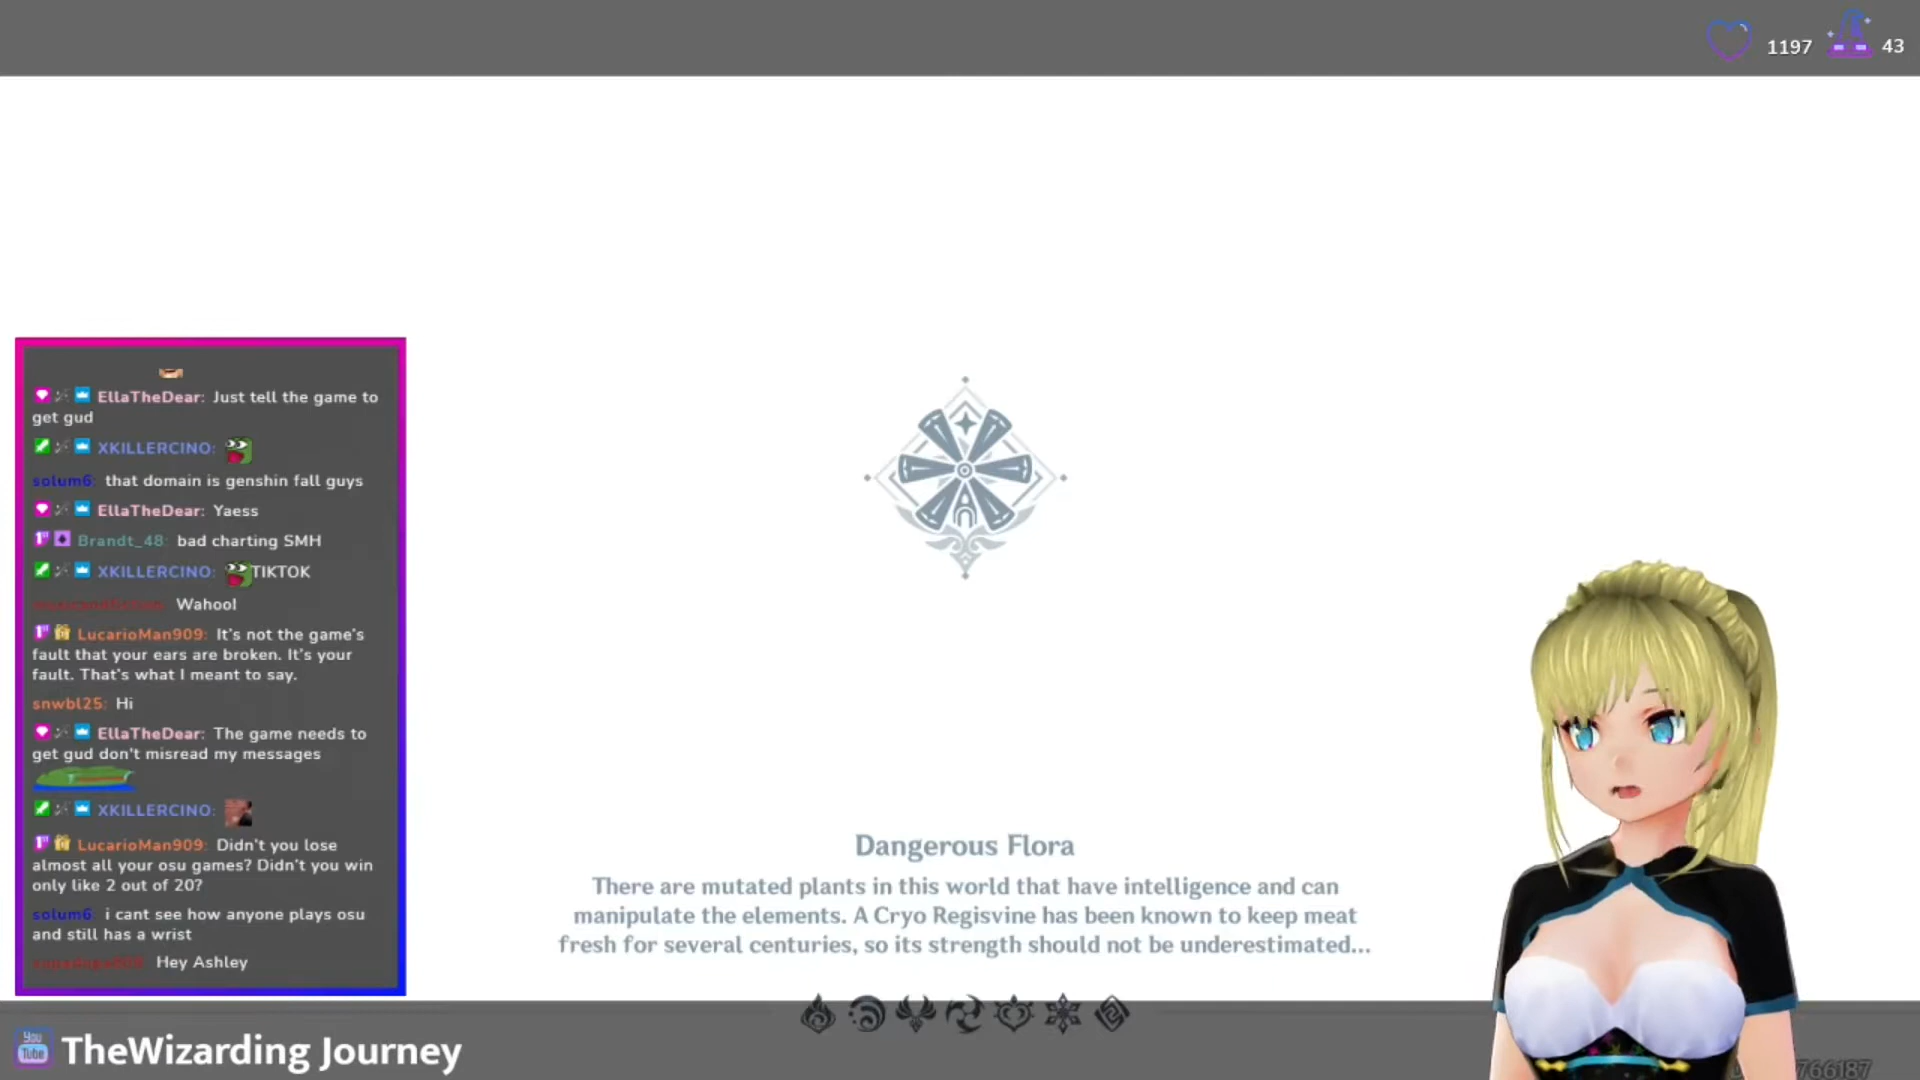 1197 43
EllaTheDear: Just tell the game to
get gud
XKILLERCINO:
solum6: that domain is genshin fall guys
EllaTheDear: Yaess
Brandt_48: bad charting SMH
XKILLERCINO: TIKTOK
Wahool
LucarioMan909: It's not the game's
fault that your ears are broken. It's your
fault. That's what I meant to say.
snwbl25: Hi
EllaTheDear: The game needs to
get gud don't misread my messages
XKILLERCINO:
LucarioMan909: Didn't you lose
almost all your osu games? Didn't you win
only like 2 out of 20?
solum6: i cant see how anyone plays osu
and still has a wrist
Hey Ashley
Dangerous Flora
There are mutated plants in this world that have intelligence and can
manipulate the elements. A Cryo Regisvine has been known to keep meat
fresh for several centuries, so its strength should not be underestimated...
You
Tube
TheWizarding Journey
766187